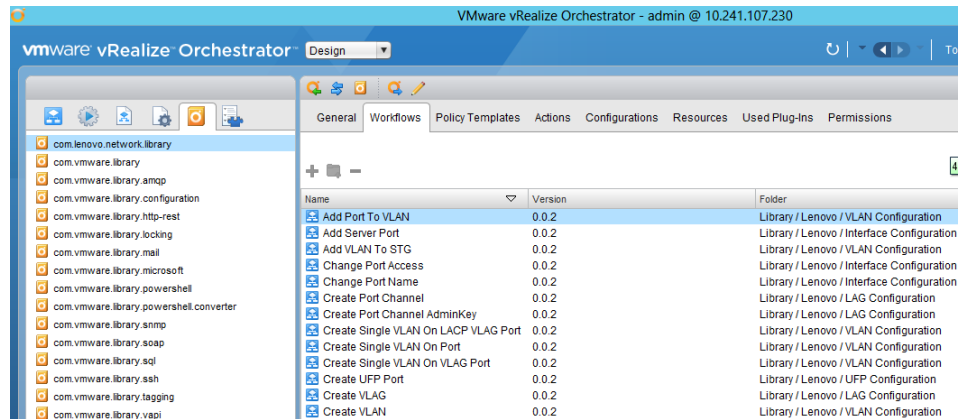 VMware vRealize Orchestrator - admin @ 10.241.107.230
vmware vRealize Orchestrator Design To
General Workflows Policy Templates Actions Configurations Resources Used Plug-Ins Permissions
com.lenovo.network.library
com.vmware.library
com.vmware.library.amqp
com.vmware.library.configuration
com.vmware.library.http-rest
com.vmware.library.locking
com.vmware.library.mail
com.vmware.library.microsoft
com.vmware.library.powershell
com.vmware.library.powershell.converter
com.vmware.library.snmp
com.vmware.library.soap
com.vmware.library.sql
com.vmware.library.ssh
com.vmware.library.tagging
com.vmware.library.vapi
4
Name Version Folder
Add Port To VLAN 0.0.2 Library / Lenovo / VLAN Configuration
Add Server Port 0.0.2 Library / Lenovo / Interface Configuration
Add VLAN To STG 0.0.2 Library / Lenovo / VLAN Configuration
Change Port Access 0.0.2 Library / Lenovo / Interface Configuration
Change Port Name 0.0.2 Library / Lenovo / Interface Configuration
Create Port Channel 0.0.2 Library / Lenovo / LAG Configuration
Create Port Channel AdminKey 0.0.2 Library / Lenovo / LAG Configuration
Create Single VLAN On LACP VLAG Port 0.0.2 Library / Lenovo / VLAN Configuration
Create Single VLAN On Port 0.0.2 Library / Lenovo / VLAN Configuration
Create Single VLAN On VLAG Port 0.0.2 Library / Lenovo / VLAN Configuration
Create UFP Port 0.0.2 Library / Lenovo / UFP Configuration
Create VLAG 0.0.2 Library / Lenovo / LAG Configuration
Create VLAN 0.0.2 Library / Lenovo / VLAN Configuration